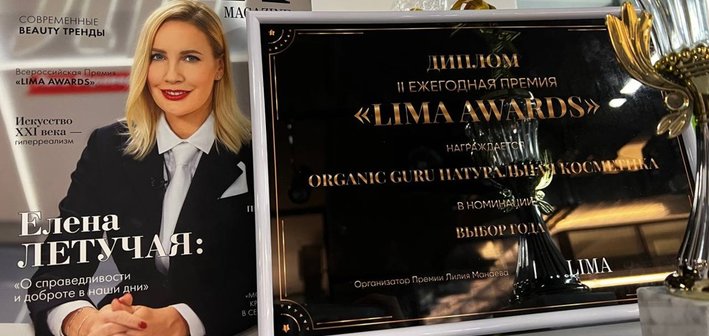 MAGAZINE
СОВРЕМЕННЫЕ
BEAUTY ТРЕНДЫ
Всероссийская Премия
«LIMA AWARDS»
Искусство
XXI века —
гиперреализм
Елена
ЛЕТУЧАЯ:
«О справедливости
и доброте в наши дни»
ДИПЛОМ
II ЕЖЕГОДНАЯ ПРЕМИЯ
«LIMA AWARDS»
НАГРАЖДАЕТСЯ
ORGANIC GURU НАТУРАЛЬНАЯ КОСМЕТИКА
В НОМИНАЦИИ
ВЫБОР ГОДА
Организатор Премии Лилия Манаева
LIMA